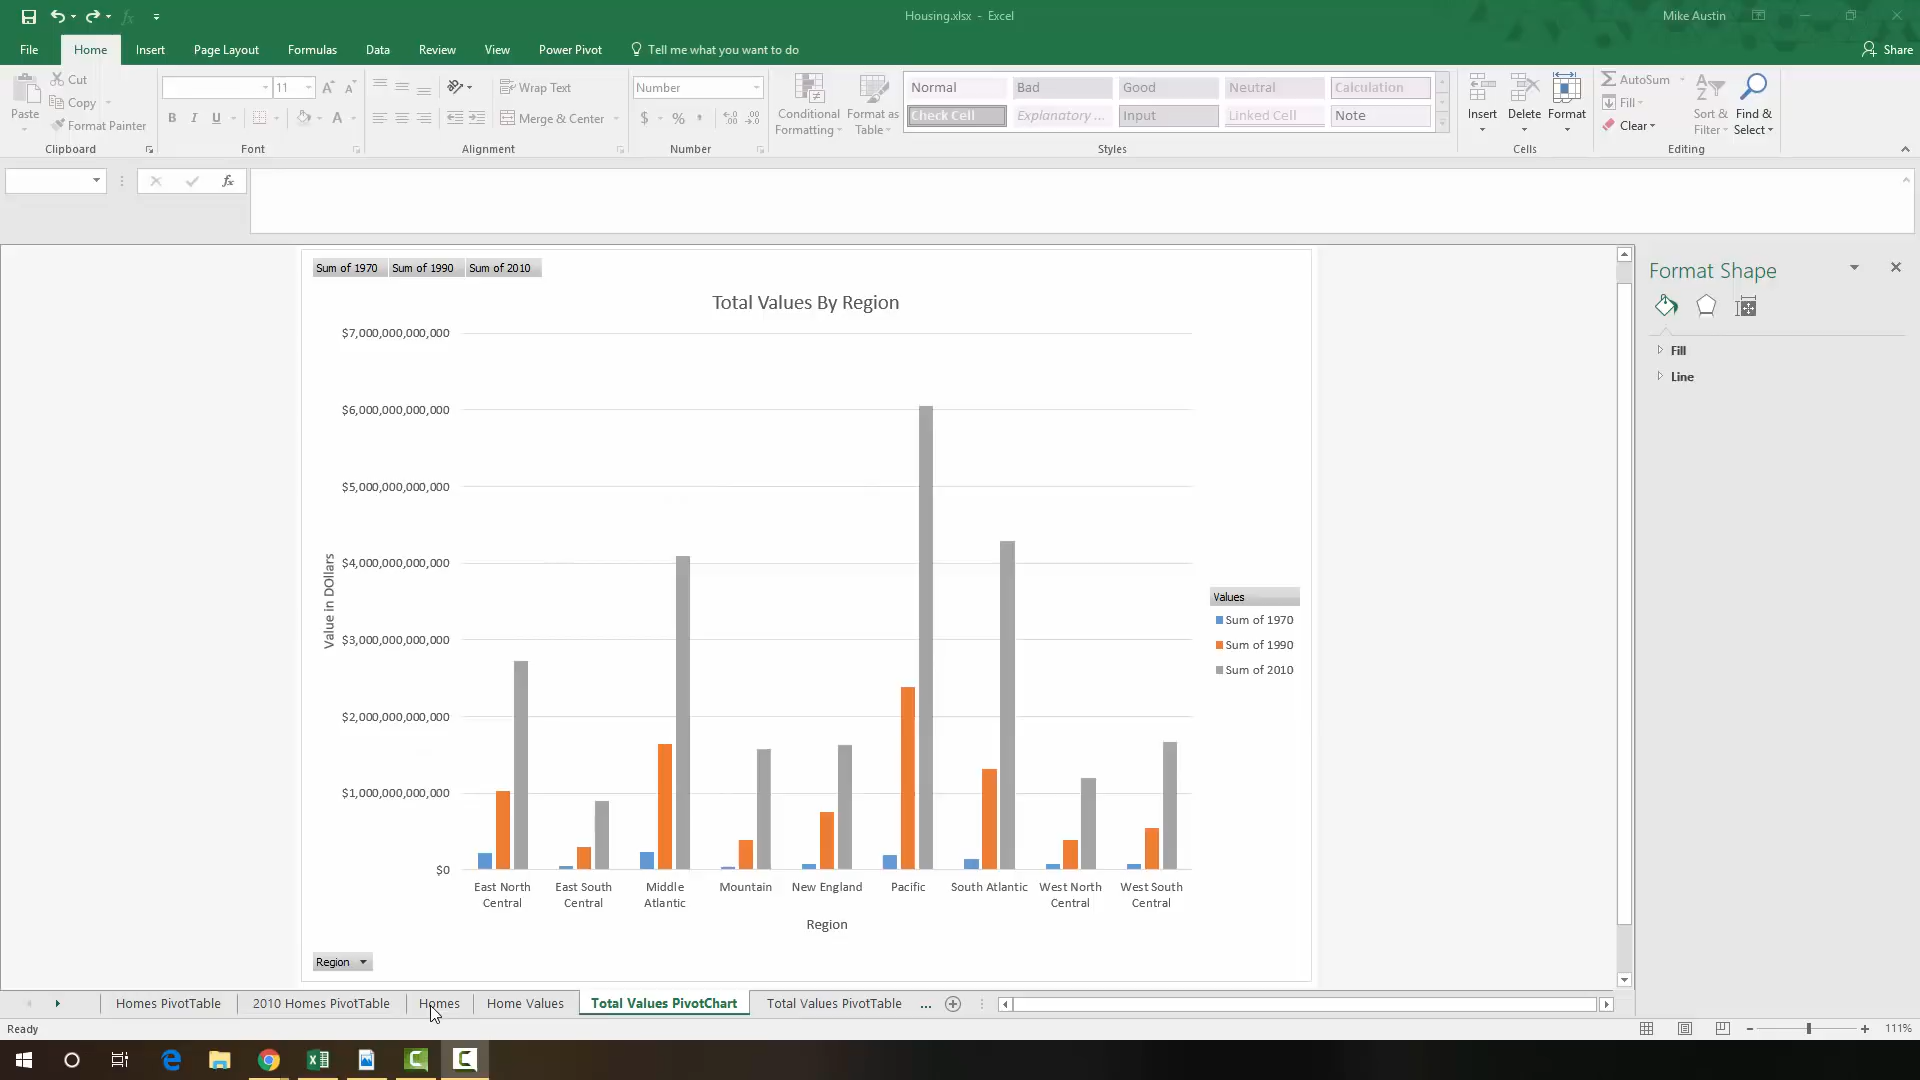 Housing.xlsx - Excel
Mike Austin
File Home Insert Page Layout Formulas Data Review View Power Pivot Tell me what you want to do Share
Paste
Cut
Copy
Format Painter
Clipboard
11
B I U
A
Font
Wrap Text
Merge & Center
Alignment
Number
$ %
Number
Conditional Formatting
Format as Table
Normal Bad Good Neutral Calculation
Check Cell Explanatory ... Input Linked Cell Note
Styles
Insert Delete Format
Cells
AutoSum
Fill
Clear
Sort & Filter
Find & Select
Editing
fx
Sum of 1970 Sum of 1990 Sum of 2010
Total Values By Region
$7,000,000,000,000
$6,000,000,000,000
$5,000,000,000,000
$4,000,000,000,000
$3,000,000,000,000
$2,000,000,000,000
$1,000,000,000,000
$0
Value in DOllars
East North Central
East South Central
Middle Atlantic
Mountain
New England
Pacific
South Atlantic
West North Central
West South Central
Region
Values
Sum of 1970
Sum of 1990
Sum of 2010
Region
Format Shape
Fill
Line
Homes PivotTable 2010 Homes PivotTable Homes Home Values Total Values PivotChart Total Values PivotTable ...
Ready
111%